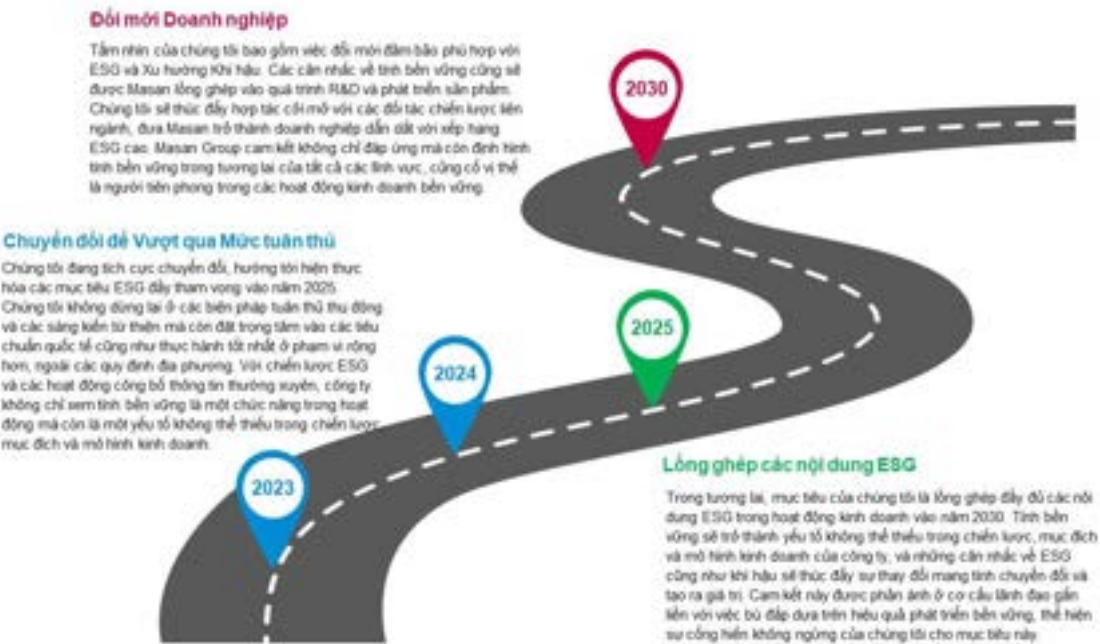 Đổi mới Doanh nghiệp
Tầm nhìn của chúng tôi bao gồm việc đổi mới đảm bảo phù hợp với
ESG và Xu hướng Khí hậu. Các cân nhắc về tính bền vững cũng sẽ
được Masan lồng ghép vào quá trình R&D và phát triển sản phẩm.
Chúng tôi sẽ thúc đẩy hợp tác cởi mở với các đối tác chiến lược liên
ngành, đưa Masan trở thành doanh nghiệp dẫn dắt với xếp hạng
ESG cao. Masan Group cam kết không chỉ đáp ứng mà còn định hình
tính bền vững trong tương lai của tất cả các lĩnh vực, củng cố vị thế
là người tiên phong trong các hoạt động kinh doanh bền vững.
2030
Chuyển đổi để Vượt qua Mức tuân thủ
Chúng tôi đang tích cực chuyển đổi, hướng tới hiện thực
hóa các mục tiêu ESG đầy tham vọng vào năm 2025.
Chúng tôi không dừng lại ở các biện pháp tuân thủ thụ động
và các sáng kiến từ thiện mà còn đặt trọng tâm vào các tiêu
chuẩn quốc tế cũng như thực hành tốt nhất ở phạm vi rộng
hơn, ngoài các quy định địa phương. Với chiến lược ESG
và các hoạt động công bố thông tin thường xuyên, công ty
không chỉ xem tính bền vững là một chức năng trong hoạt
động mà còn là một yếu tố không thể thiếu trong chiến lược,
mục đích và mô hình kinh doanh.
2025
2024
2023
Lồng ghép các nội dung ESG
Trong tương lai, mục tiêu của chúng tôi là lồng ghép đầy đủ các nội
dung ESG trong hoạt động kinh doanh vào năm 2030. Tính bền
vững sẽ trở thành yếu tố không thể thiếu trong chiến lược, mục đích
và mô hình kinh doanh của công ty, và những cân nhắc về ESG
cũng như khí hậu sẽ thúc đẩy sự thay đổi mang tính chuyển đổi và
tạo ra giá trị. Cam kết này được phản ánh ở cơ cấu lãnh đạo gắn
liền với việc bù đắp dựa trên hiệu quả phát triển bền vững, thể hiện
sự cống hiến không ngừng của chúng tôi cho mục tiêu này.